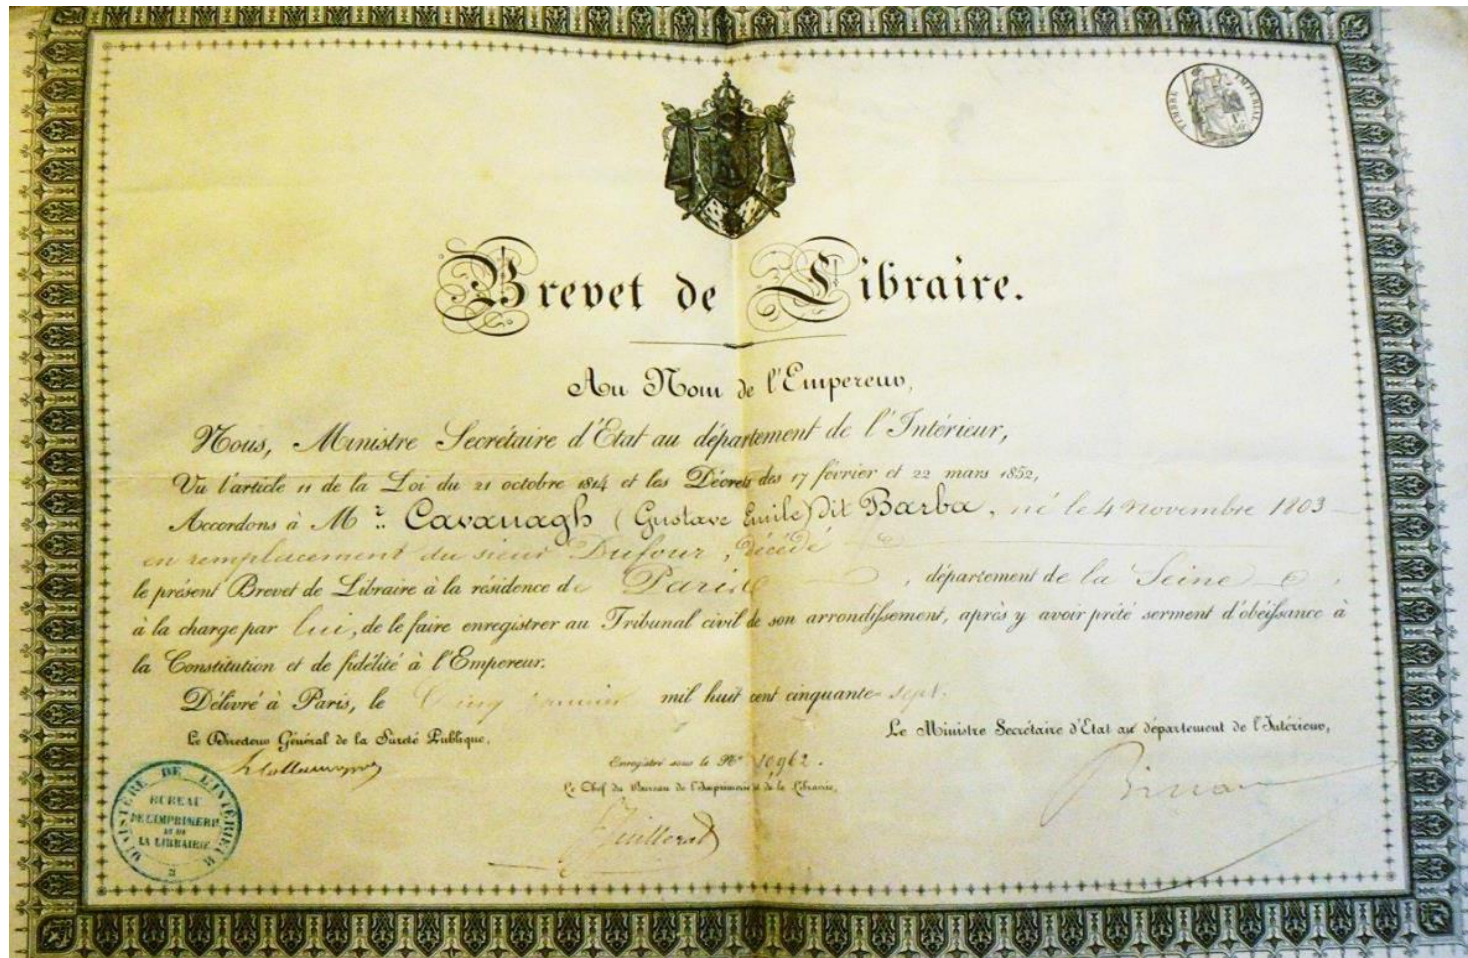 TIMBRE IMPERIAL
Brevet de Libraire.
Au Nom de l'Empereur,
Nous, Ministre Secrétaire d'Etat au département de l'Intérieur,
Vu l'article 11 de la Loi du 21 octobre 1814 et les Décrets des 17 février et 22 mars 1852,
Accordons à Mr. Cavanagh (Gustave Emile) Dit Barba, né le 4 Novembre 1803
en remplacement du sieur Dufour, décédé
le présent Brevet de Libraire à la résidence de Paris, département de la Seine,
à la charge par lui, de le faire enregistrer au Tribunal civil de son arrondissement, après y avoir prêté serment d'obéissance à
la Constitution et de fidélité à l'Empereur.
Délivré à Paris, le Cinq Janvier mil huit cent cinquante-sept.
Le Directeur Général de la Sureté Publique,
Le Ministre Secrétaire d'Etat au département de l'Intérieur,
Enregistré sous le No 10962.
Le Chef du Bureau de l'Imprimerie et de la Librairie,
Juillerat
Billault
MINISTÈRE DE L'INTÉRIEUR
BUREAU
DE L'IMPRIMERIE
ET DE
LA LIBRAIRIE